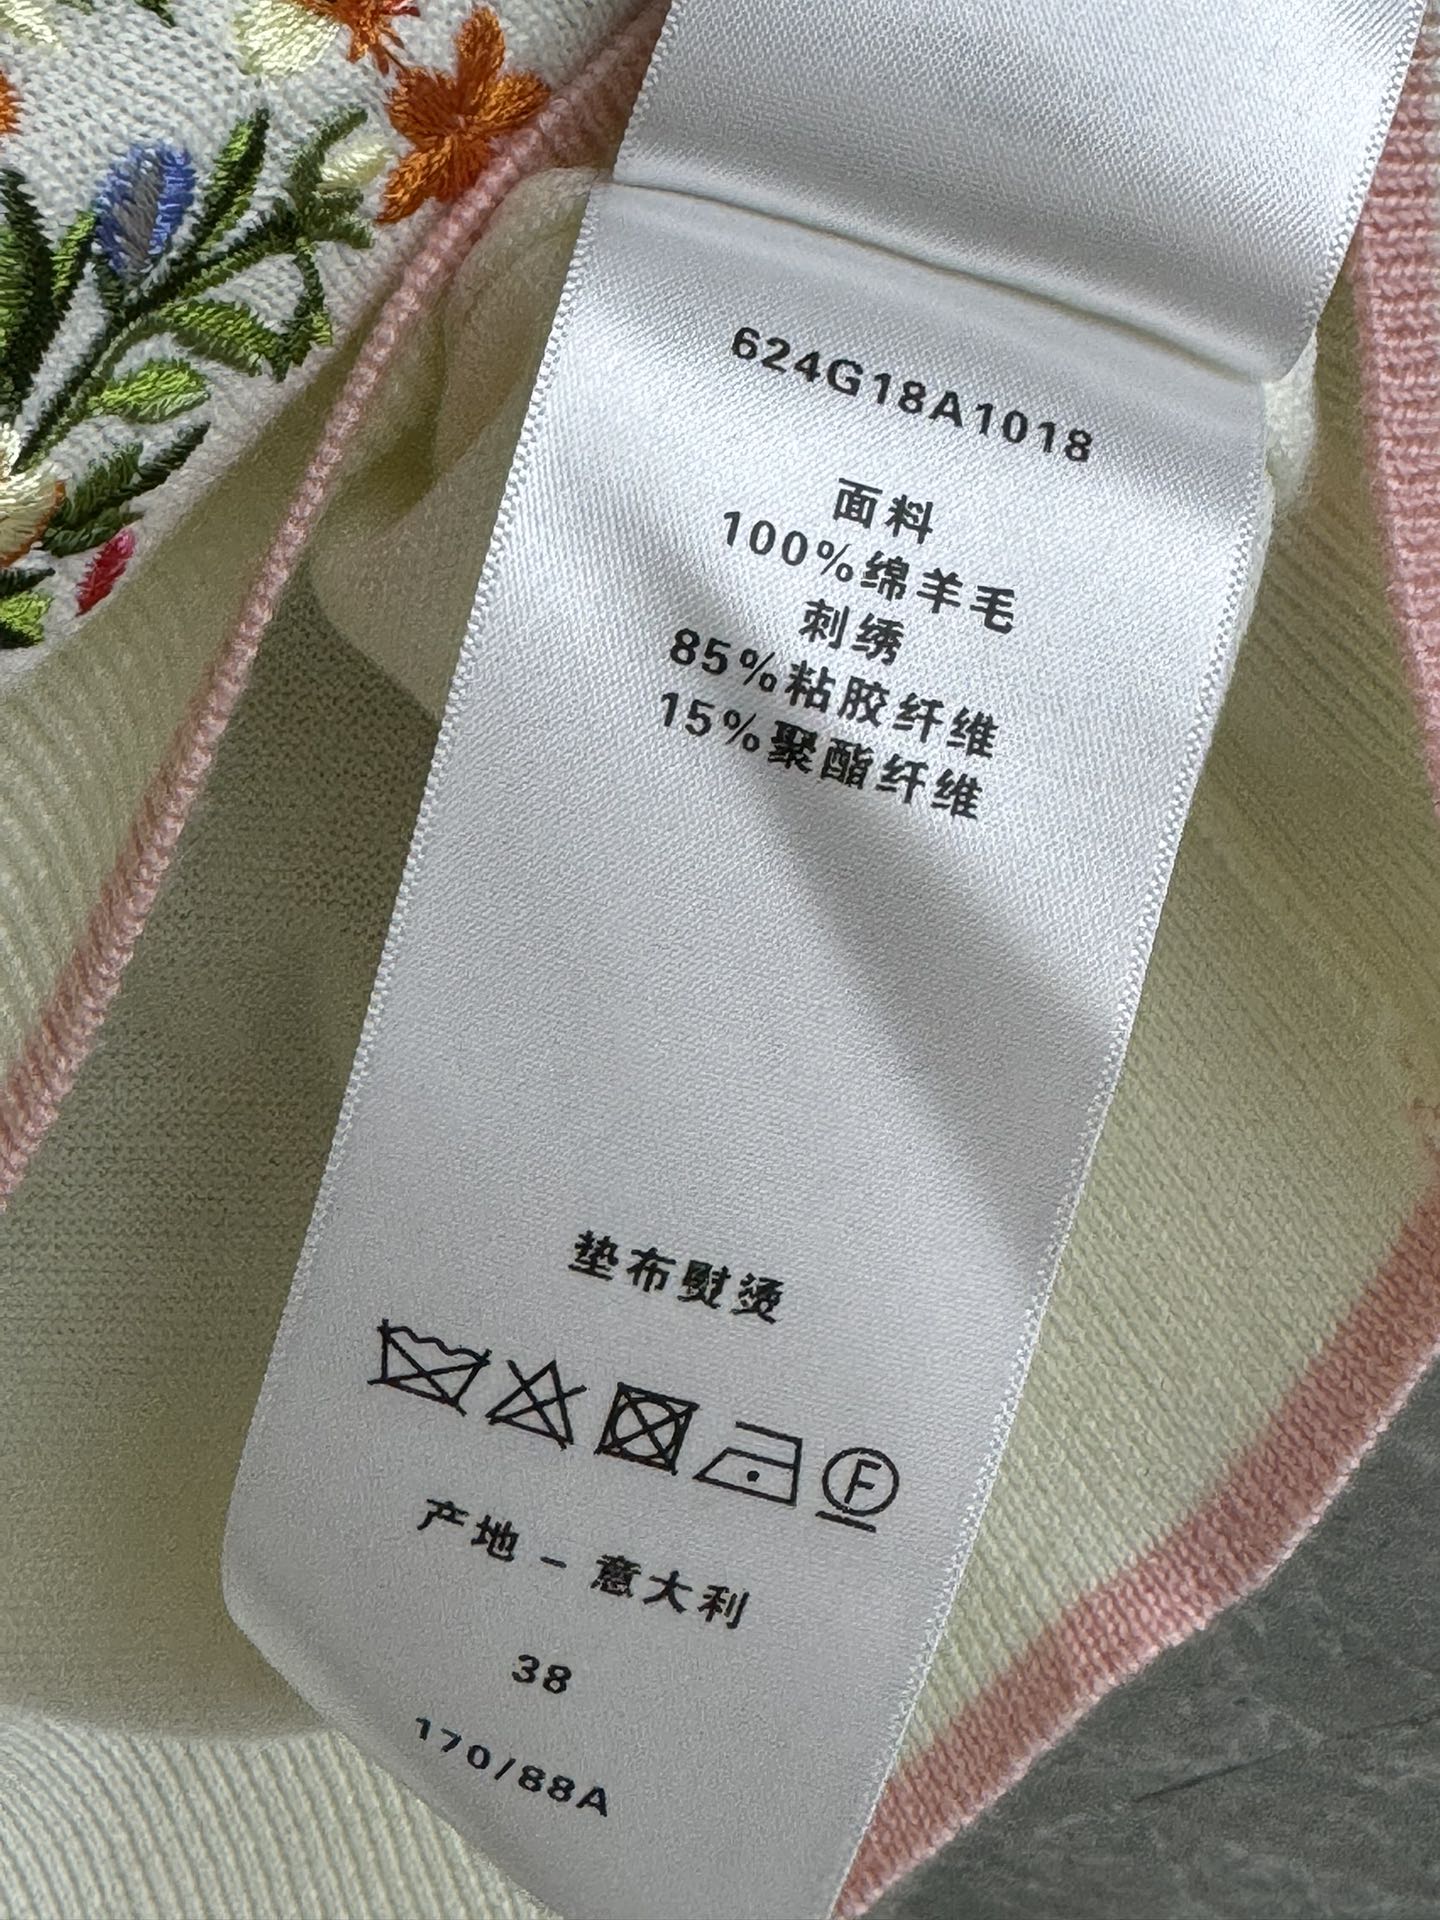 624G18A1018
面料
100%绵羊毛
刺绣
85%粘胶纤维
15%聚酯纤维
垫布熨烫
F
产地 - 意大利
38
170/88A